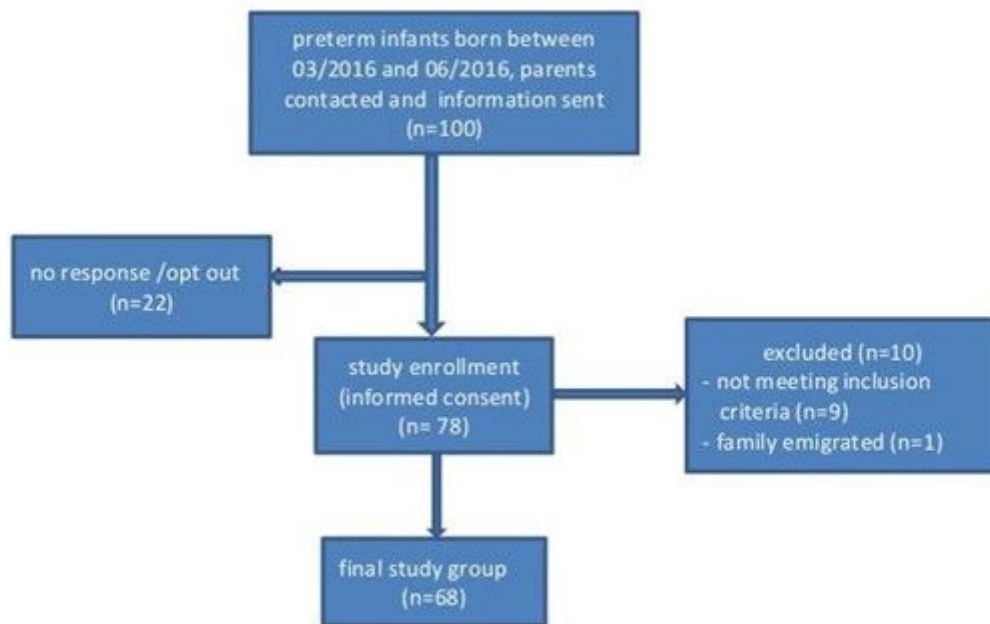 preterm infants born between
03/2016 and 06/2016, parents
contacted and information sent
(n=100)
no response /opt out
(n=22)
study enrollment
(informed consent)
(n= 78)
excluded (n=10)
- not meeting inclusion
criteria (n=9)
- family emigrated (n=1)
final study group
(n=68)